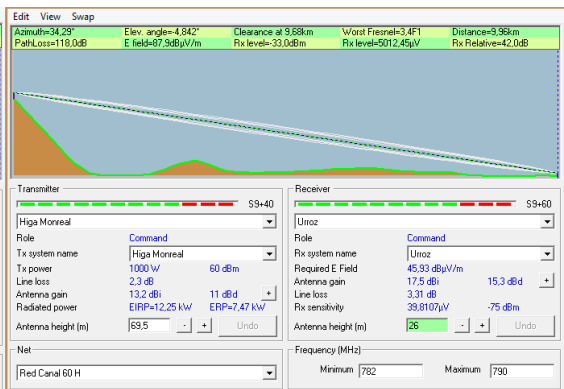 Edit View Swap
Azimuth=34,29° Elev. angle=-4,842° Clearance at 9,68km Worst Fresnel=3,4F1 Distance=9,96km
PathLoss=118,0dB E field=87,9dBµV/m Rx level=-33,0dBm Rx level=5012,45µV Rx Relative=42,0dB
Transmitter
S9+40
Higa Monreal
Role Command
Tx system name Higa Monreal
Tx power 1000 W 60 dBm
Line loss 2,3 dB
Antenna gain 13,2 dBi 11 dBd +
Radiated power EIRP=12,25 kW ERP=7,47 kW
Antenna height (m) 69,5 - + Undo
Receiver
S9+60
Urroz
Role Command
Rx system name Urroz
Required E Field 45,93 dBµV/m
Antenna gain 17,5 dBi 15,3 dBd +
Line loss 3,31 dB
Rx sensitivity 39,8107µV -75 dBm
Antenna height (m) 26 - + Undo
Net
Red Canal 60 H
Frequency (MHz)
Minimum 782 Maximum 790